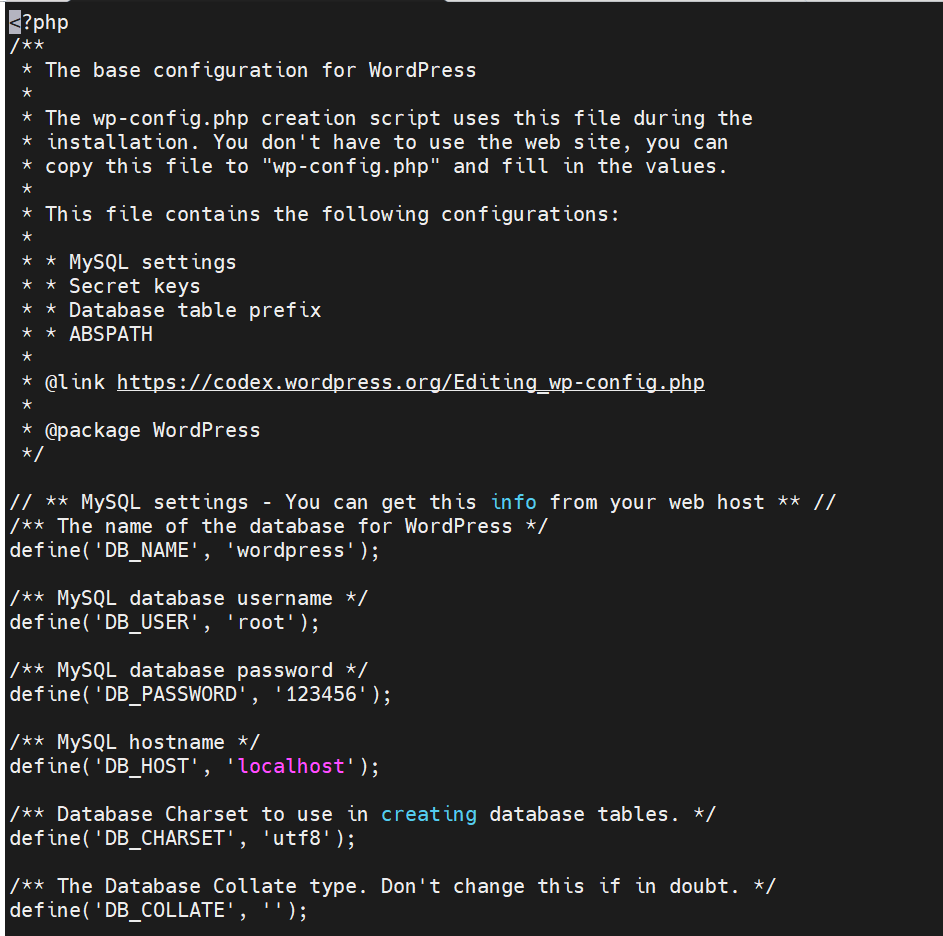 <?php
/**
 * The base configuration for WordPress
 *
 * The wp-config.php creation script uses this file during the
 * installation. You don't have to use the web site, you can
 * copy this file to "wp-config.php" and fill in the values.
 *
 * This file contains the following configurations:
 *
 * * MySQL settings
 * * Secret keys
 * * Database table prefix
 * * ABSPATH
 *
 * @link https://codex.wordpress.org/Editing_wp-config.php
 *
 * @package WordPress
 */

// ** MySQL settings - You can get this info from your web host ** //
/** The name of the database for WordPress */
define('DB_NAME', 'wordpress');

/** MySQL database username */
define('DB_USER', 'root');

/** MySQL database password */
define('DB_PASSWORD', '123456');

/** MySQL hostname */
define('DB_HOST', 'localhost');

/** Database Charset to use in creating database tables. */
define('DB_CHARSET', 'utf8');

/** The Database Collate type. Don't change this if in doubt. */
define('DB_COLLATE', '');